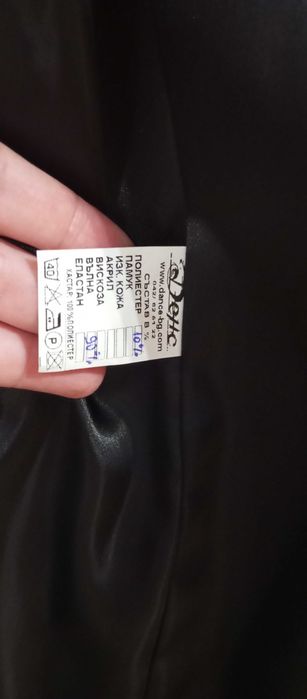 Денс
www.dance-bg.com
СЪСТАВ В %
ПОЛИЕСТЕР 10%
ПАМУК
ИЗК. КОЖА
АКРИЛ
ВИСКОЗА
ВЪЛНА 90%
ЕЛАСТАН
ХАСТАР: 100% ПОЛИЕСТЕР
40 P